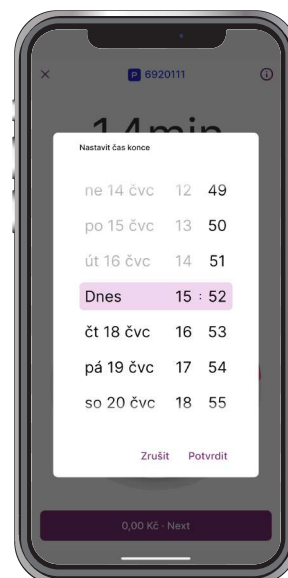 × P 6920111
14min
Nastavit čas konce
ne 14 čvc 12 49
po 15 čvc 13 50
út 16 čvc 14 51
Dnes 15 : 52
čt 18 čvc 16 53
pá 19 čvc 17 54
so 20 čvc 18 55
Zrušit Potvrdit
0,00 Kč · Next